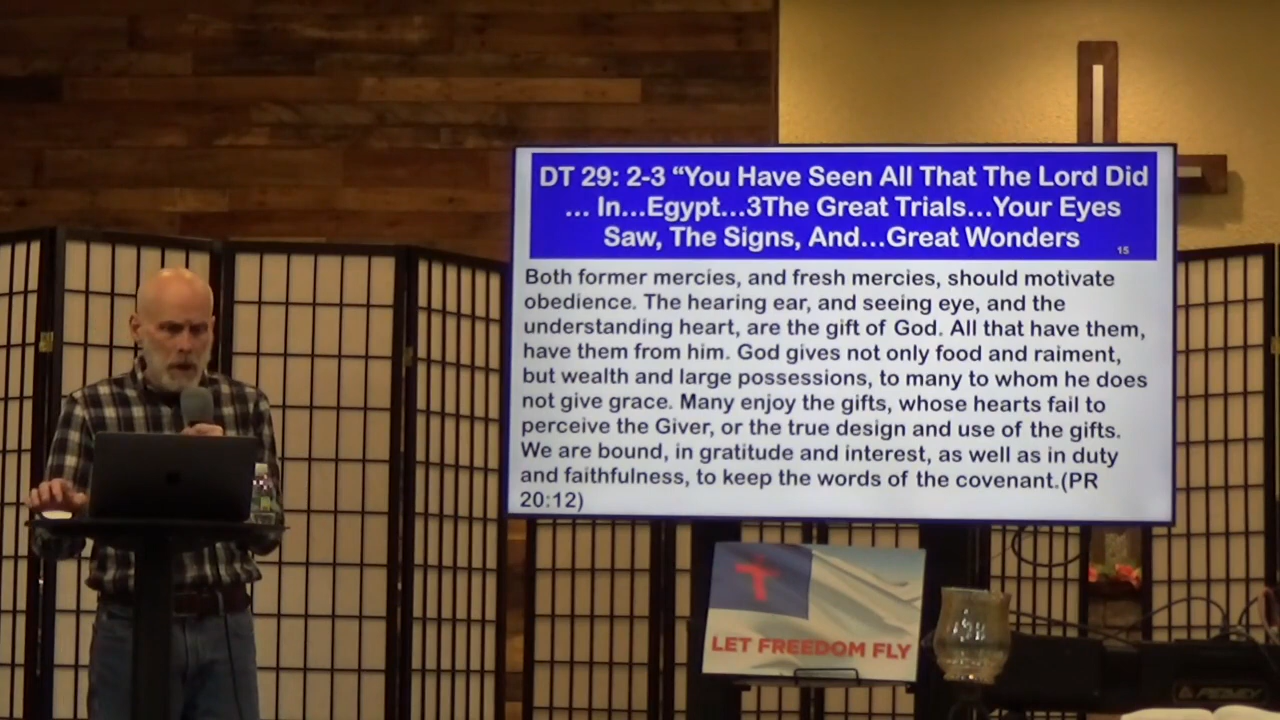 DT 29: 2-3 “You Have Seen All That The Lord Did
... In...Egypt...3The Great Trials...Your Eyes
Saw, The Signs, And...Great Wonders
15
Both former mercies, and fresh mercies, should motivate
obedience. The hearing ear, and seeing eye, and the
understanding heart, are the gift of God. All that have them,
have them from him. God gives not only food and raiment,
but wealth and large possessions, to many to whom he does
not give grace. Many enjoy the gifts, whose hearts fail to
perceive the Giver, or the true design and use of the gifts.
We are bound, in gratitude and interest, as well as in duty
and faithfulness, to keep the words of the covenant.(PR
20:12)
LET FREEDOM FLY
PEAVEY